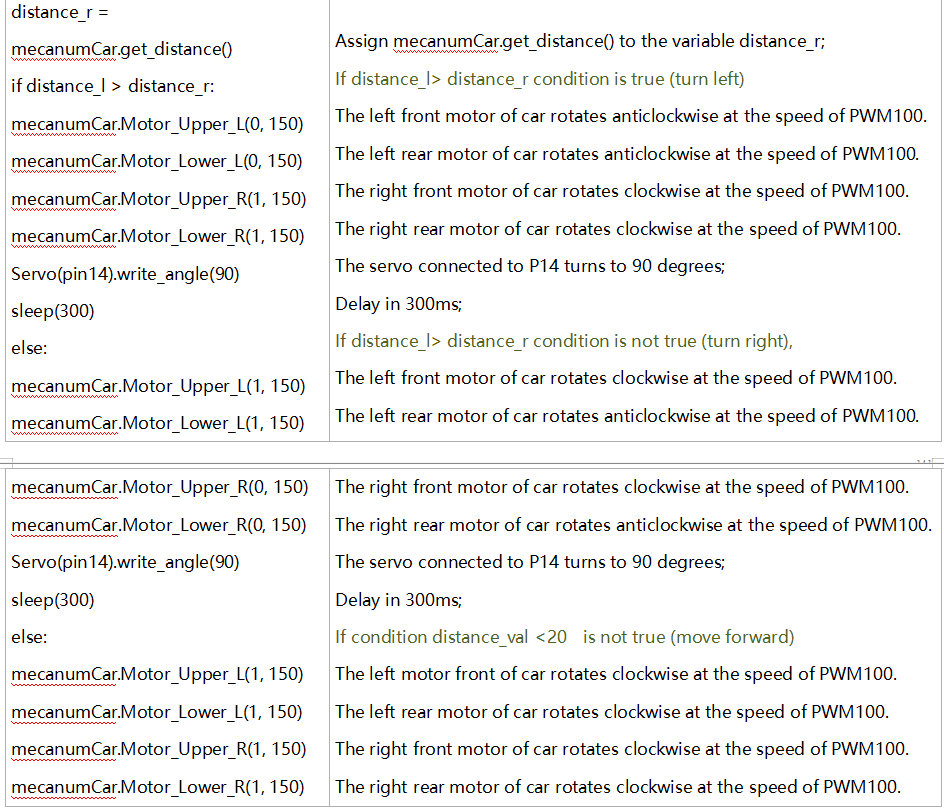 distance_r =
mecanumCar.get_distance()
if distance_l > distance_r:
mecanumCar.Motor_Upper_L(0, 150)
mecanumCar.Motor_Lower_L(0, 150)
mecanumCar.Motor_Upper_R(1, 150)
mecanumCar.Motor_Lower_R(1, 150)
Servo(pin14).write_angle(90)
sleep(300)
else:
mecanumCar.Motor_Upper_L(1, 150)
mecanumCar.Motor_Lower_L(1, 150)
Assign mecanumCar.get_distance() to the variable distance_r;
If distance_l> distance_r condition is true (turn left)
The left front motor of car rotates anticlockwise at the speed of PWM100.
The left rear motor of car rotates anticlockwise at the speed of PWM100.
The right front motor of car rotates clockwise at the speed of PWM100.
The right rear motor of car rotates clockwise at the speed of PWM100.
The servo connected to P14 turns to 90 degrees;
Delay in 300ms;
If distance_l> distance_r condition is not true (turn right),
The left front motor of car rotates clockwise at the speed of PWM100.
The left rear motor of car rotates anticlockwise at the speed of PWM100.
mecanumCar.Motor_Upper_R(0, 150)
mecanumCar.Motor_Lower_R(0, 150)
Servo(pin14).write_angle(90)
sleep(300)
else:
mecanumCar.Motor_Upper_L(1, 150)
mecanumCar.Motor_Lower_L(1, 150)
mecanumCar.Motor_Upper_R(1, 150)
mecanumCar.Motor_Lower_R(1, 150)
The right front motor of car rotates clockwise at the speed of PWM100.
The right rear motor of car rotates anticlockwise at the speed of PWM100.
The servo connected to P14 turns to 90 degrees;
Delay in 300ms;
If condition distance_val <20 is not true (move forward)
The left motor front of car rotates clockwise at the speed of PWM100.
The left rear motor of car rotates clockwise at the speed of PWM100.
The right front motor of car rotates clockwise at the speed of PWM100.
The right rear motor of car rotates clockwise at the speed of PWM100.